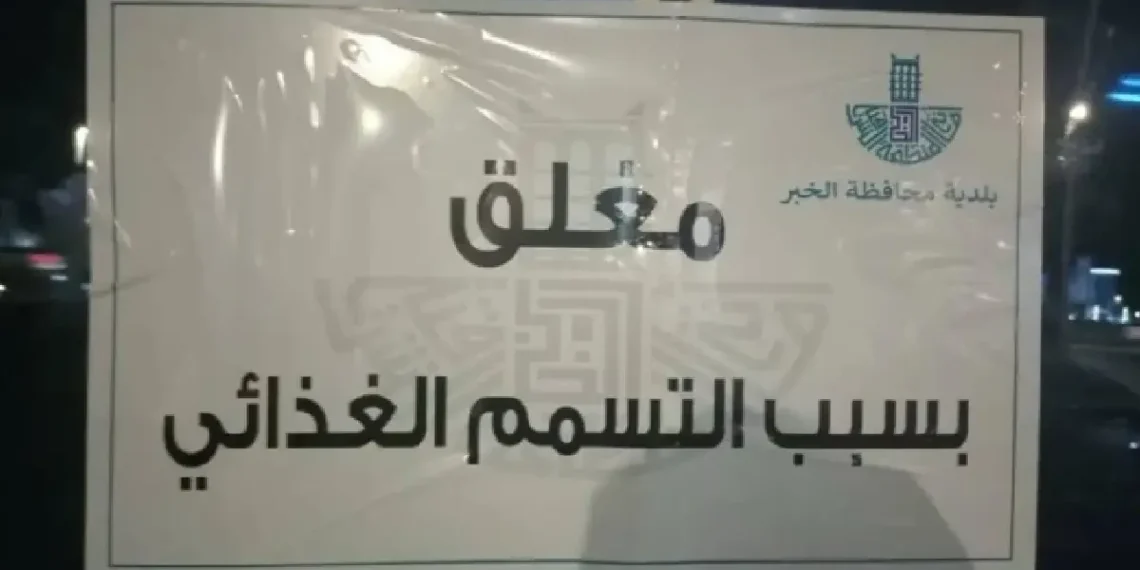 بلدية محافظة الخبر
مغلق
بسبب التسمم الغذائي